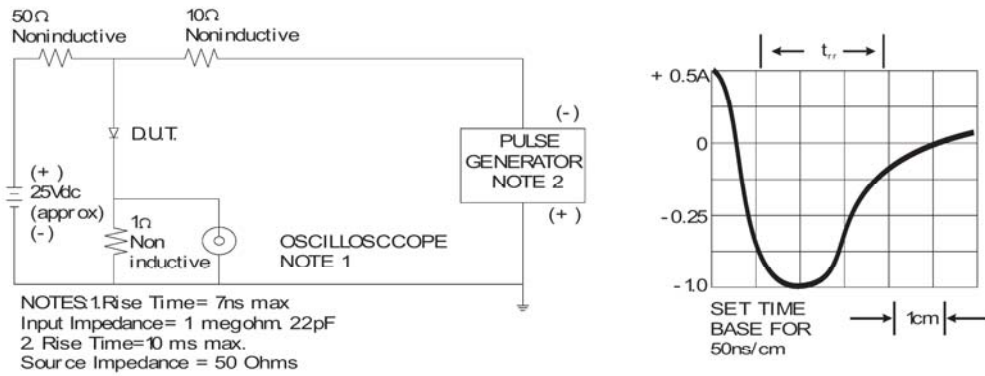 50Ω
Noninductive
10Ω
Noninductive
D.U.T.
(+)
25Vdc
(approx)
(-)
1Ω
Non
inductive
OSCILLOSCCOPE
NOTE 1
(-)
PULSE
GENERATOR
NOTE 2
(+)
NOTES:1.Rise Time= 7ns max
Input Impedance= 1 megohm. 22pF
2. Rise Time=10 ms max.
Source Impedance = 50 Ohms
trr
+ 0.5A
0
-0.25
-1.0
SET TIME
BASE FOR
50ns/cm
1cm